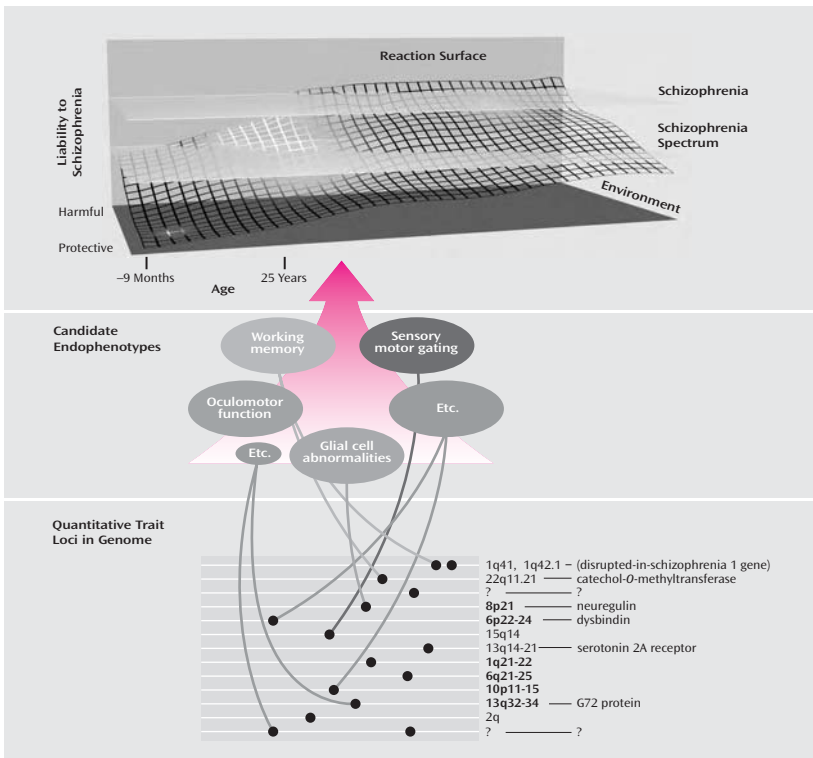 Reaction Surface
Liability to
Schizophrenia
Schizophrenia
Schizophrenia
Spectrum
Environment
Harmful
Protective
–9 Months
25 Years
Age
Candidate
Endophenotypes
Working
memory
Sensory
motor gating
Oculomotor
function
Etc.
Etc.
Glial cell
abnormalities
Quantitative Trait
Loci in Genome
1q41, 1q42.1 – (disrupted-in-schizophrenia 1 gene)
22q11.21 — catechol-O-methyltransferase
? — ?
8p21 — neuregulin
6p22-24 — dysbindin
15q14
13q14-21 — serotonin 2A receptor
1q21-22
6q21-25
10p11-15
13q32-34 — G72 protein
2q
? — ?